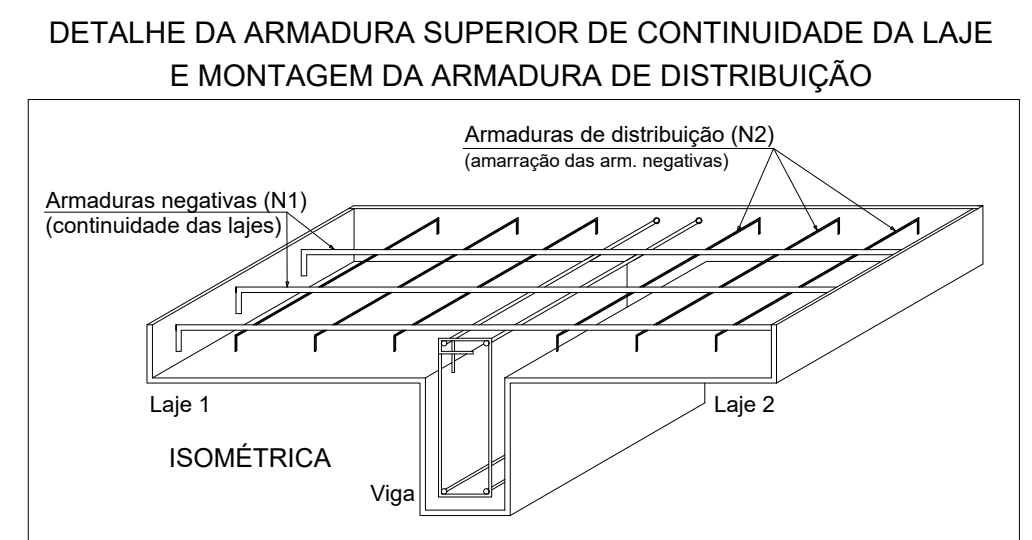 DETALHE DA ARMADURA SUPERIOR DE CONTINUIDADE DA LAJE
E MONTAGEM DA ARMADURA DE DISTRIBUIÇÃO
Armaduras de distribuição (N2)
(amarração das arm. negativas)
Armaduras negativas (N1)
(continuidade das lajes)
Laje 1
Laje 2
ISOMÉTRICA
Viga